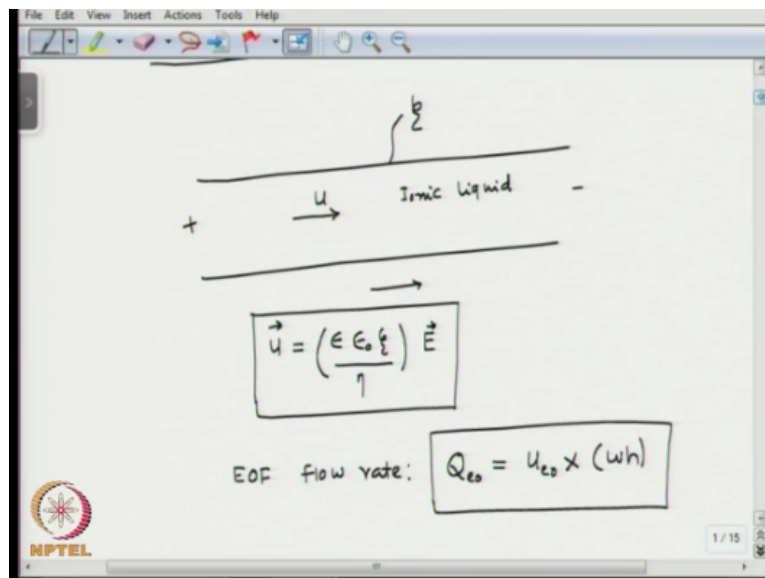 File Edit View Insert Actions Tools Help
ξ
u Ionic Liquid
+ -
u⃗ = (ϵ ϵ₀ ξ / η) E⃗
EOF flow rate: Q_eo = u_eo × (wh)
NPTEL
1 / 15